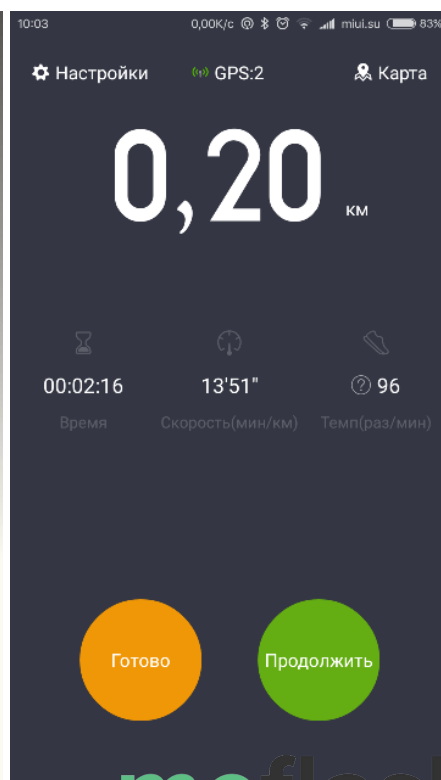 10:03 0,00K/с miui.su 83%
Настройки GPS:2 Карта
0,20 км
00:02:16 13'51" 96
Время Скорость(мин/км) Темп(раз/мин)
Готово Продолжить